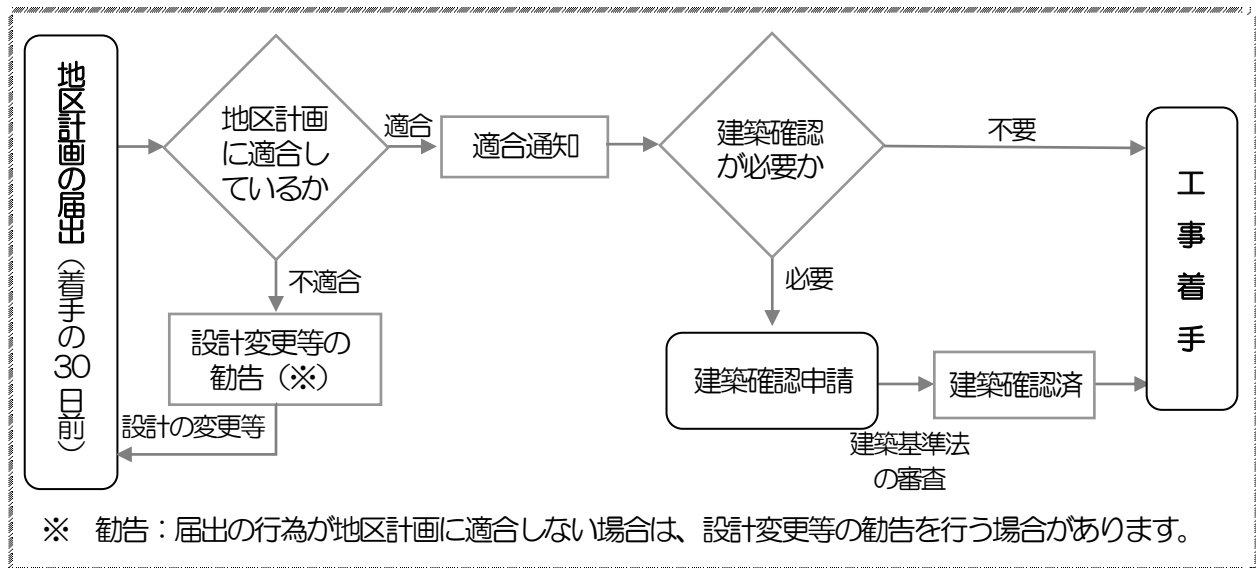 地区計画の届出（着手の30日前）
地区計画
に適合し
ているか
適合
適合通知
建築確認
が必要か
不要
工事着手
不適合
設計変更等の
勧告（※）
設計の変更等
必要
建築確認申請
建築確認済
建築基準法
の審査
※　勧告：届出の行為が地区計画に適合しない場合は、設計変更等の勧告を行う場合があります。